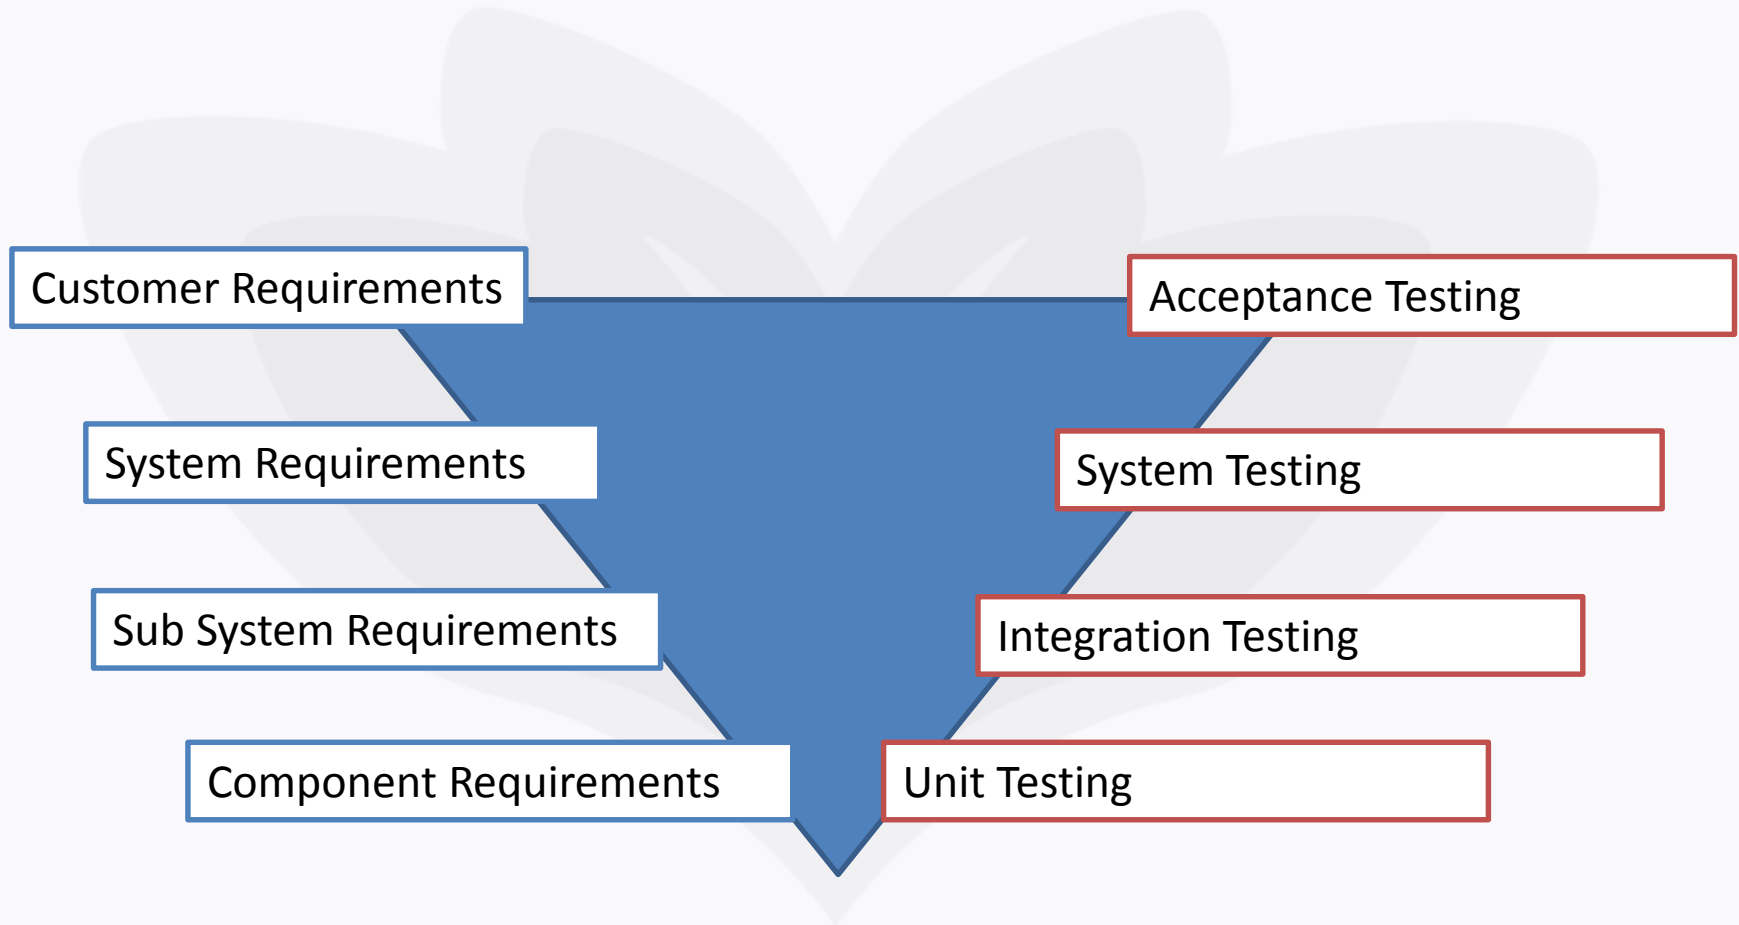 Customer Requirements
Acceptance Testing
System Requirements
System Testing
Sub System Requirements
Integration Testing
Component Requirements
Unit Testing